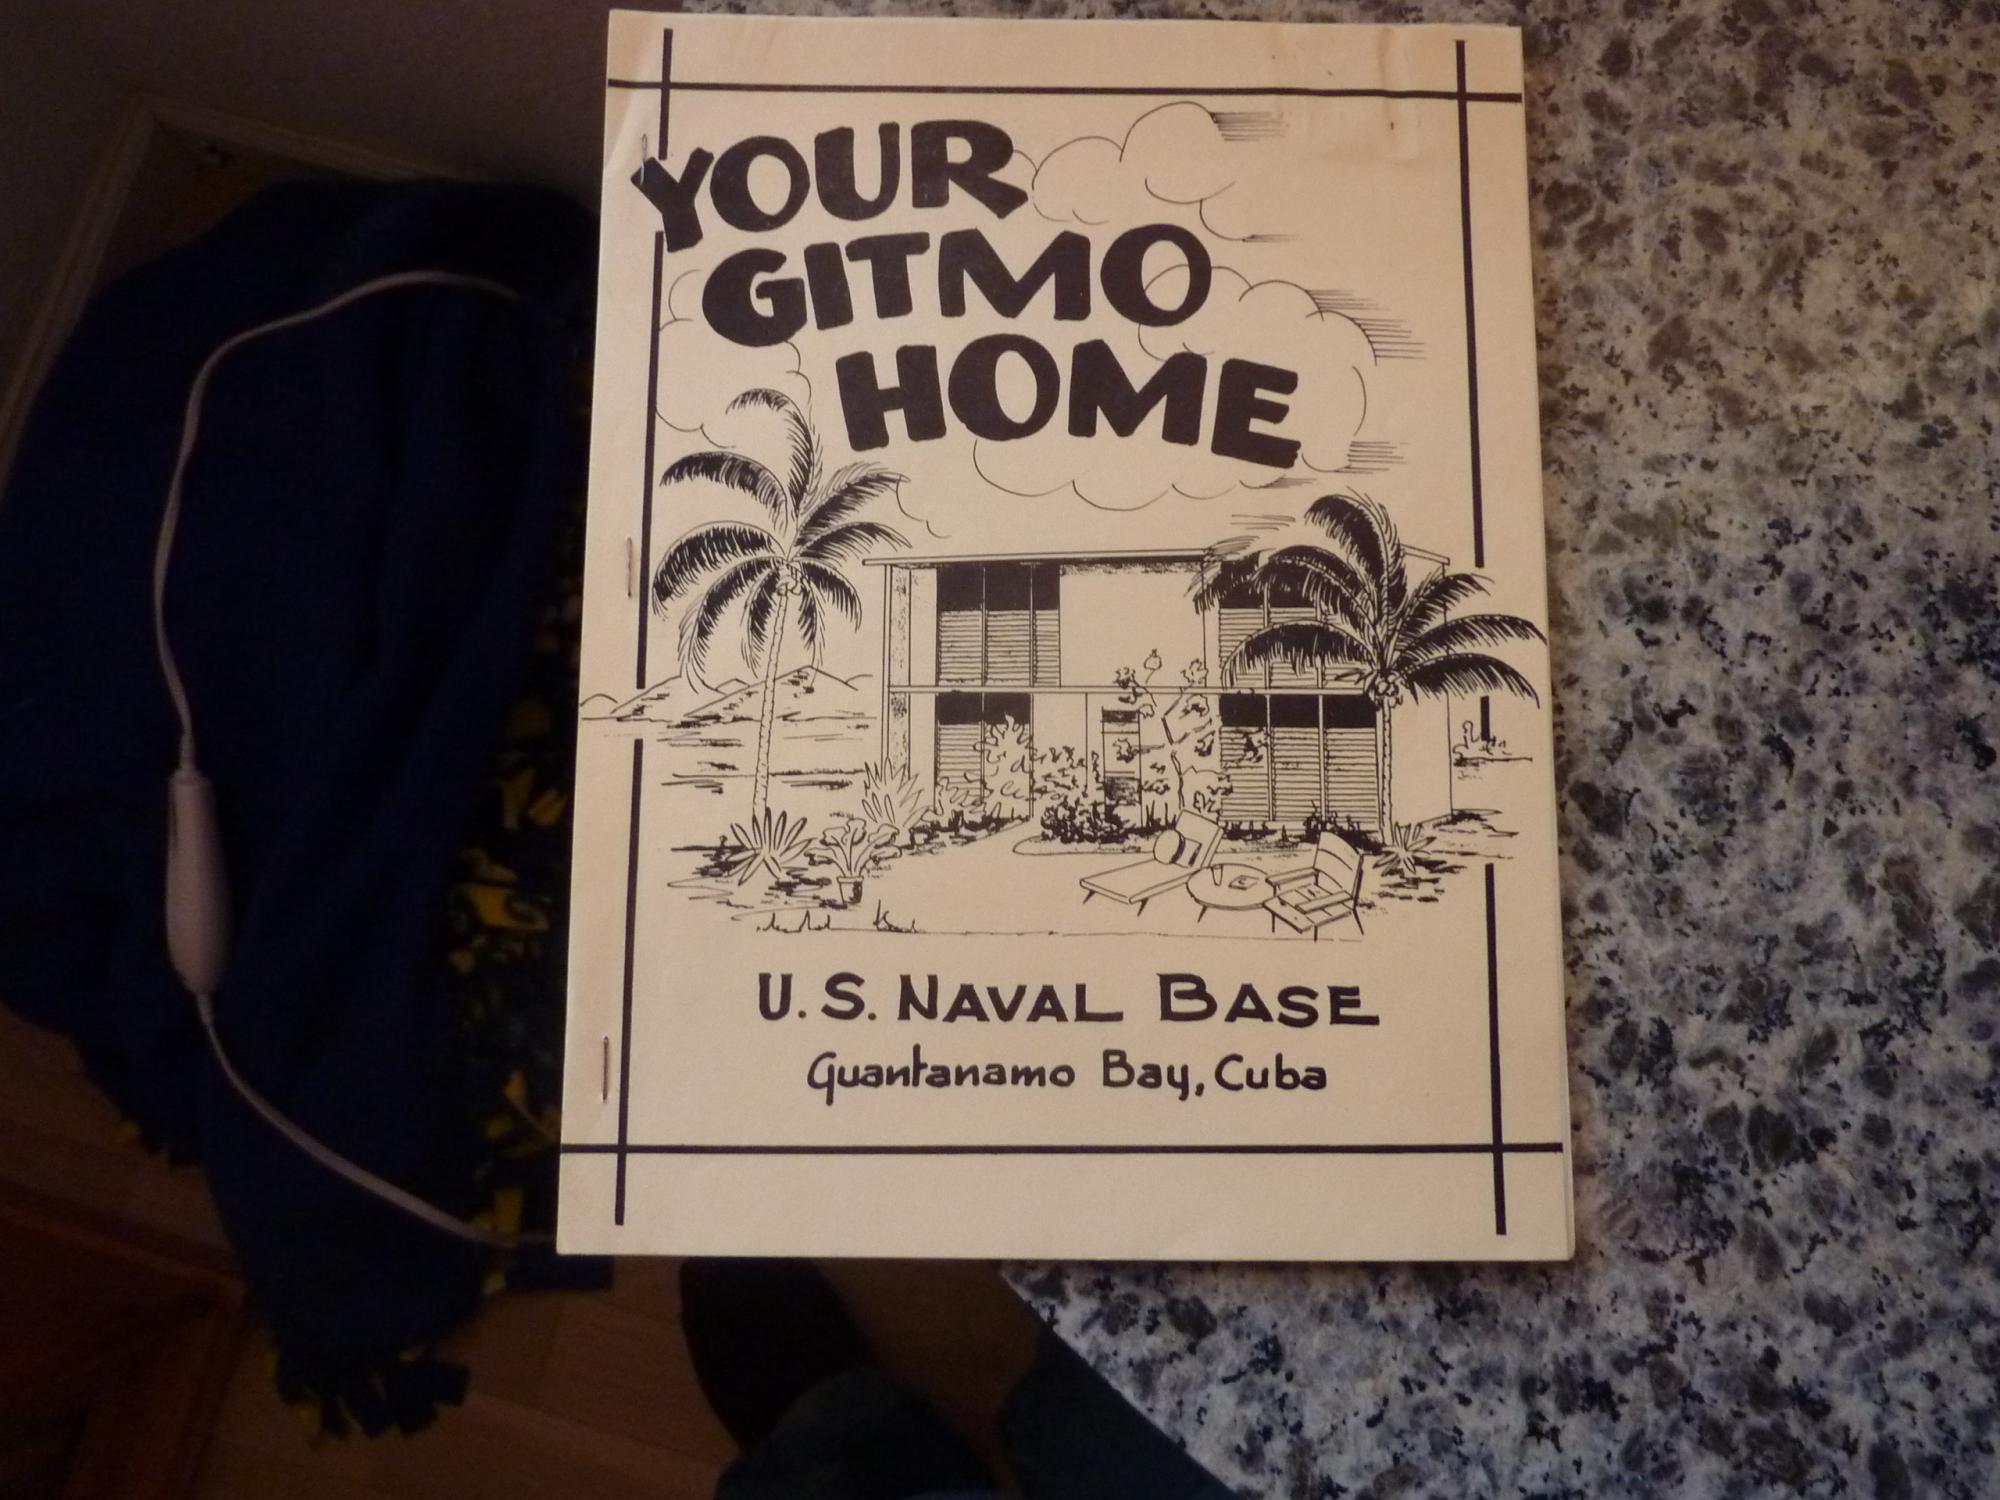 YOUR
GITMO
HOME
U. S. NAVAL BASE
Guantanamo Bay, Cuba